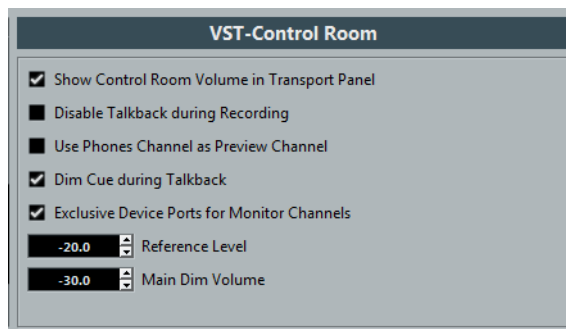 VST-Control Room
Show Control Room Volume in Transport Panel
Disable Talkback during Recording
Use Phones Channel as Preview Channel
Dim Cue during Talkback
Exclusive Device Ports for Monitor Channels
-20.0 Reference Level
-30.0 Main Dim Volume